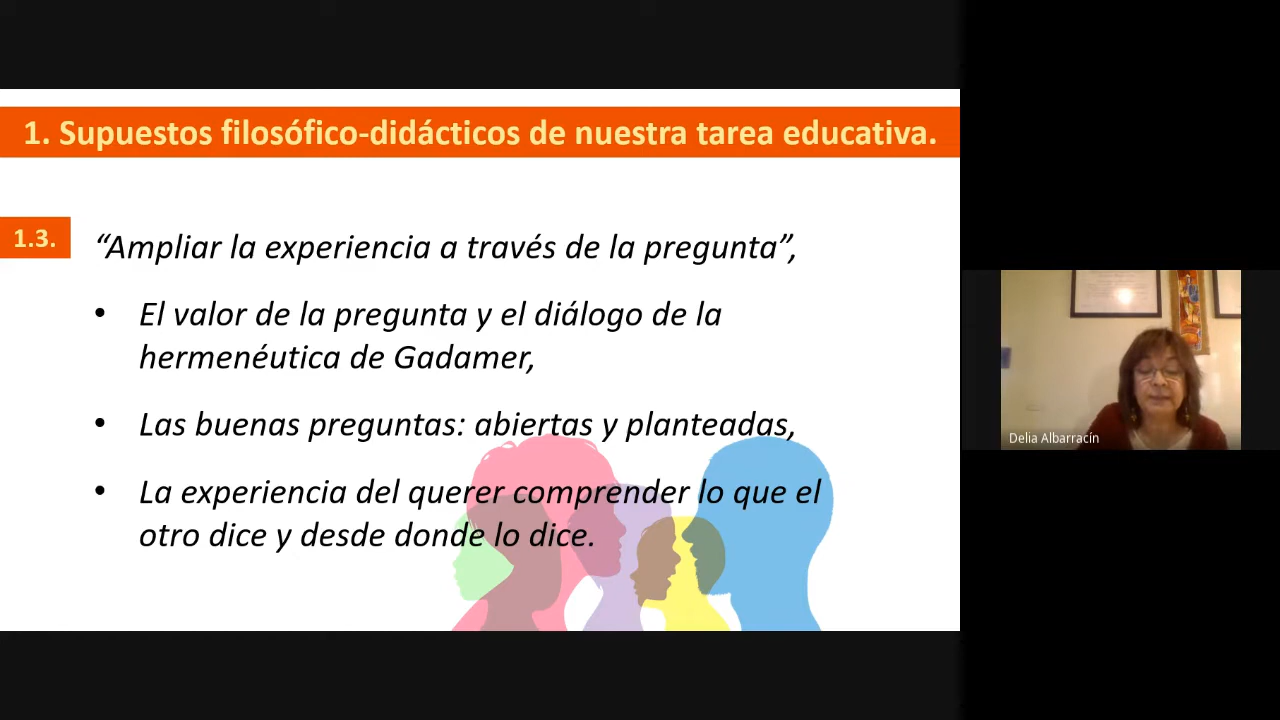 1. Supuestos filosófico-didácticos de nuestra tarea educativa.
1.3.
“Ampliar la experiencia a través de la pregunta”,
• El valor de la pregunta y el diálogo de la
hermenéutica de Gadamer,
• Las buenas preguntas: abiertas y planteadas,
• La experiencia del querer comprender lo que el
otro dice y desde donde lo dice.
Delia Albarracín